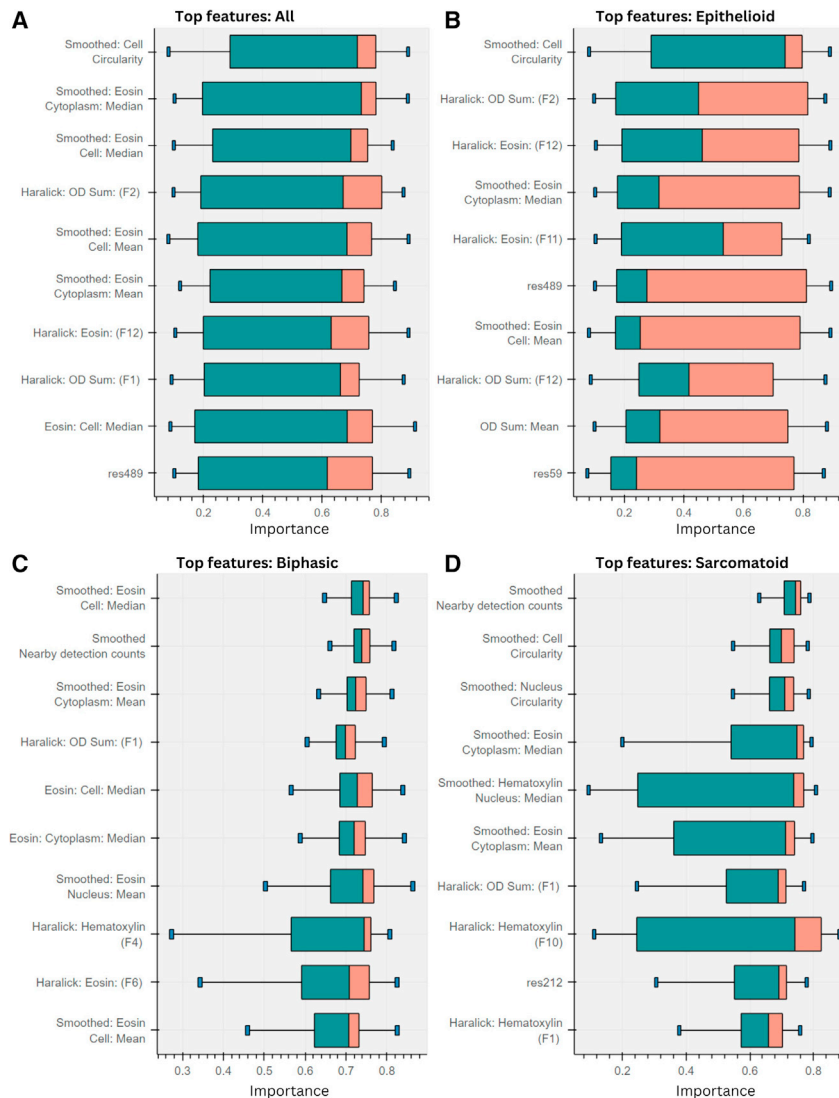 A
Top features: All
Smoothed: Cell
Circularity
Smoothed: Eosin
Cytoplasm: Median
Smoothed: Eosin
Cell: Median
Haralick: OD Sum: (F2)
Smoothed: Eosin
Cell: Mean
Smoothed: Eosin
Cytoplasm: Mean
Haralick: Eosin: (F12)
Haralick: OD Sum: (F1)
Eosin: Cell: Median
res489
0.2 0.4 0.6 0.8
Importance
B
Top features: Epithelioid
Smoothed: Cell
Circularity
Haralick: OD Sum: (F2)
Haralick: Eosin: (F12)
Smoothed: Eosin
Cytoplasm: Median
Haralick: Eosin: (F11)
res489
Smoothed: Eosin
Cell: Mean
Haralick: OD Sum: (F12)
OD Sum: Mean
res59
0.2 0.4 0.6 0.8
Importance
C
Top features: Biphasic
Smoothed: Eosin
Cell: Median
Smoothed
Nearby detection counts
Smoothed: Eosin
Cytoplasm: Mean
Haralick: OD Sum: (F1)
Eosin: Cell: Median
Eosin: Cytoplasm: Median
Smoothed: Eosin
Nucleus: Mean
Haralick: Hematoxylin
(F4)
Haralick: Eosin: (F6)
Smoothed: Eosin
Cell: Mean
0.3 0.4 0.5 0.6 0.7 0.8
Importance
D
Top features: Sarcomatoid
Smoothed
Nearby detection counts
Smoothed: Cell
Circularity
Smoothed: Nucleus
Circularity
Smoothed: Eosin
Cytoplasm: Median
Smoothed: Hematoxylin
Nucleus: Median
Smoothed: Eosin
Cytoplasm: Mean
Haralick: OD Sum: (F1)
Haralick: Hematoxylin
(F10)
res212
Haralick: Hematoxylin
(F1)
0.2 0.4 0.6 0.8
Importance